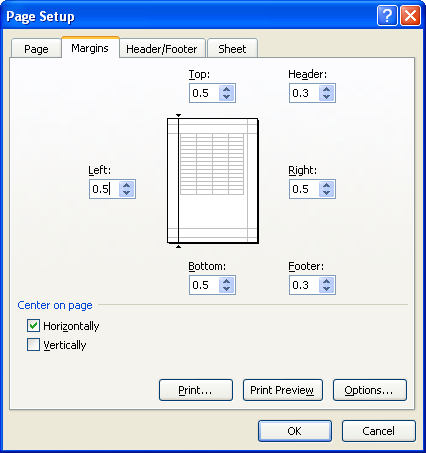 Page Setup
Page Margins Header/Footer Sheet
Top: Header:
0.5 0.3
Left: Right:
0.5 0.5
Bottom: Footer:
0.5 0.3
Center on page
Horizontally
Vertically
Print... Print Preview Options...
OK Cancel